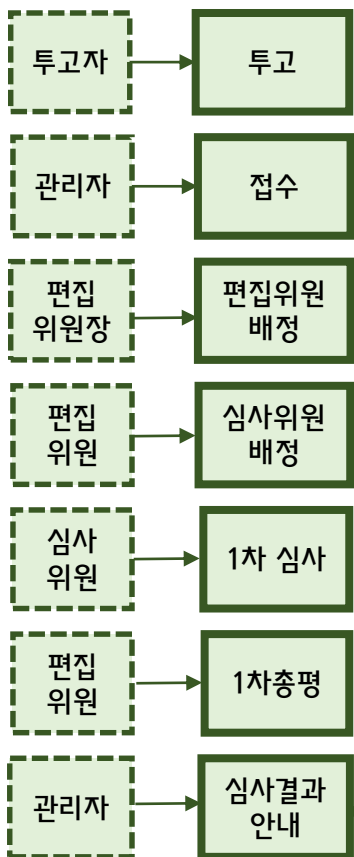 투고자
투고
관리자
접수
편집
위원장
편집위원
배정
편집
위원
심사위원
배정
심사
위원
1차 심사
편집
위원
1차총평
관리자
심사결과
안내